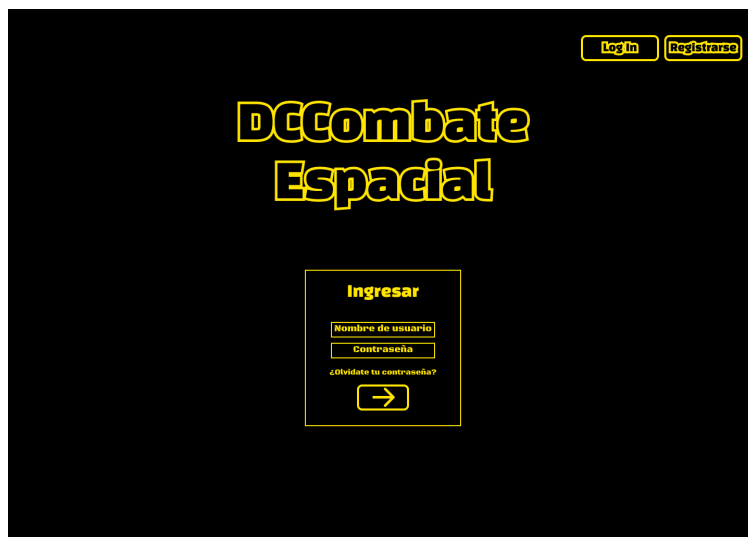 Log In
Registrarse
DCCombate
Espacial
Ingresar
Nombre de usuario
Contraseña
¿Olvidate tu contraseña?